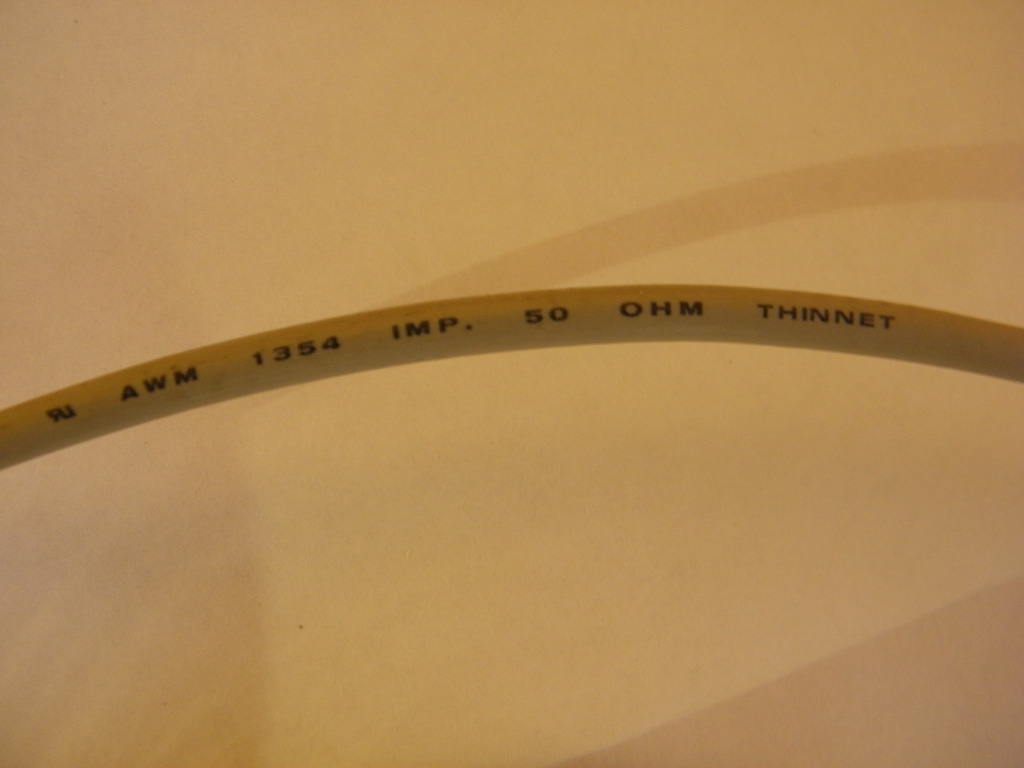 AWM 1354 IMP. 50 OHM THINNET